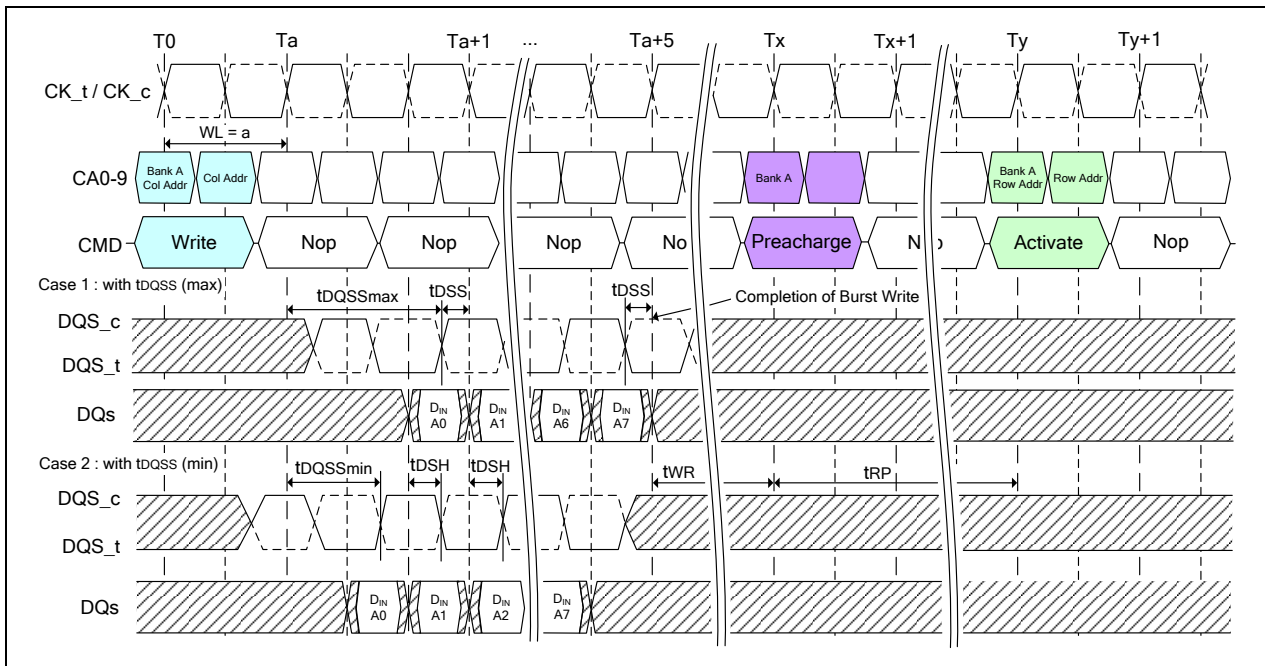 T0 Ta Ta+1 ... Ta+5 Tx Tx+1 Ty Ty+1
CK_t / CK_c
WL = a
CA0-9
Bank A
Col Addr
Col Addr
Bank A
Bank A
Row Addr
Row Addr
CMD
Write Nop Nop Nop No Preacharge N p Activate Nop
Case 1 : with tDQSS (max)
tDQSSmax tDSS tDSS Completion of Burst Write
DQS_c
DQS_t
DQs
DIN A0
DIN A1
DIN A6
DIN A7
Case 2 : with tDQSS (min)
tDQSSmin tDSH tDSH tWR tRP
DQS_c
DQS_t
DQs
DIN A0
DIN A1
DIN A2
DIN A7